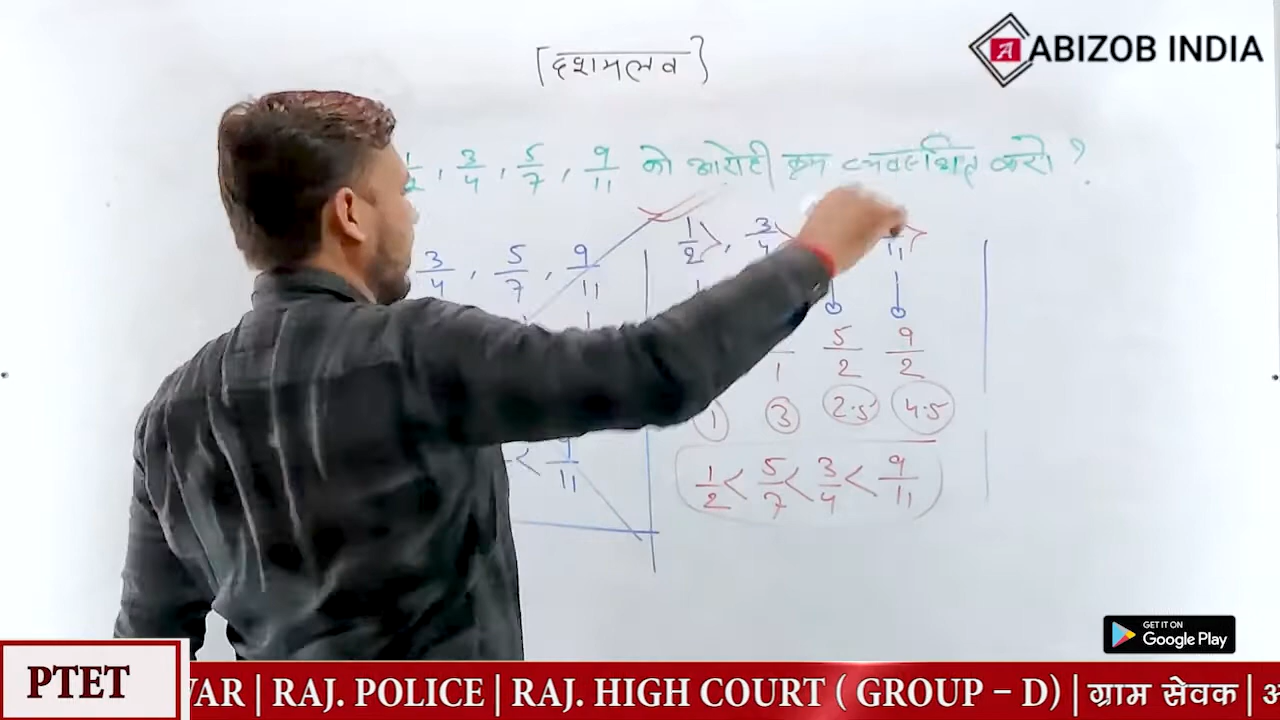 ABIZOB INDIA
[दशमलव]
1/2, 3/4, 5/7, 9/11 को आरोही क्रम व्यवस्थित करो ?
3/4, 5/7, 9/11
1/2, 3/4 11
5/2 9/2
1 3 2.5 4.5
< 9/11
1/2 < 5/7 < 3/4 < 9/11
GET IT ON
Google Play
PTET
VAR | RAJ. POLICE | RAJ. HIGH COURT ( GROUP – D) | ग्राम सेवक |